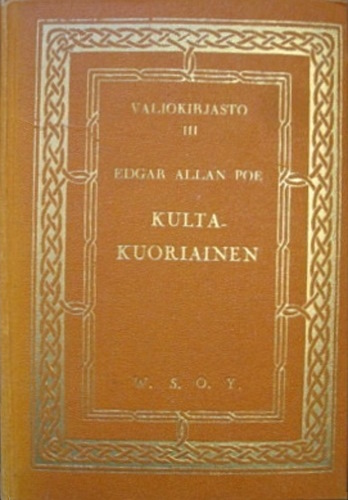 VALIOKIRJASTO
III
EDGAR ALLAN POE
KULTA-
KUORIAINEN
W. S. O. Y.